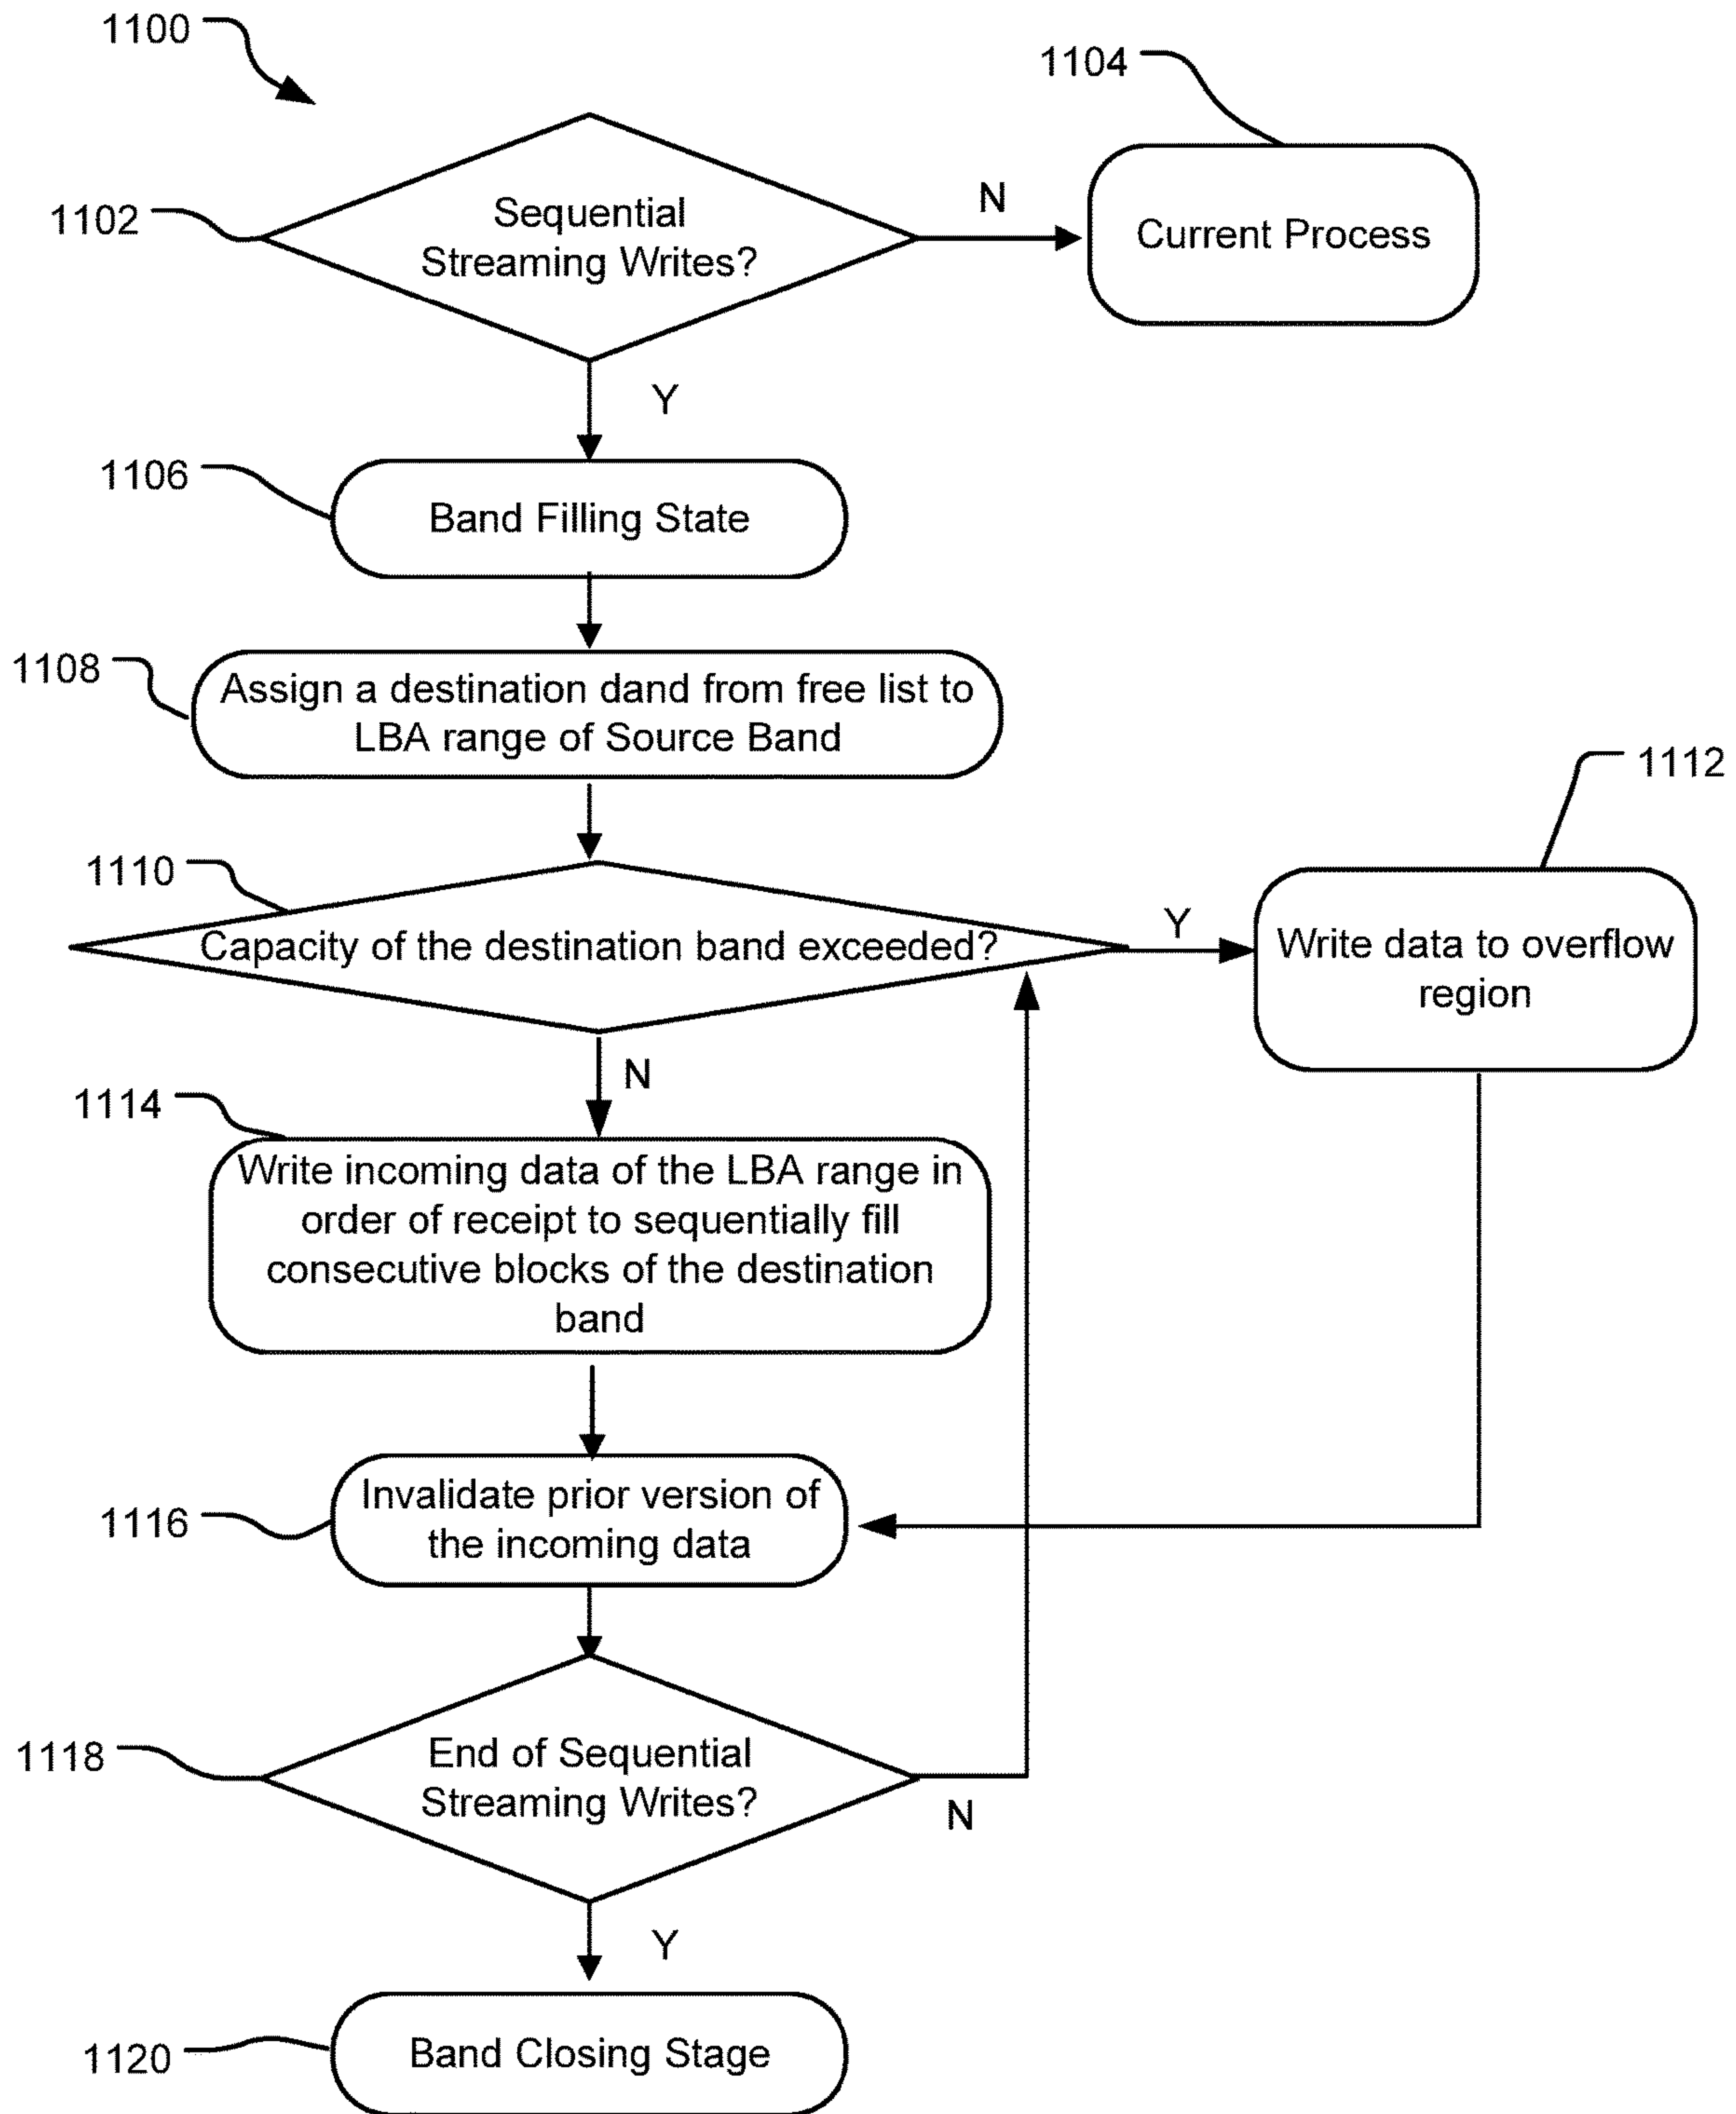 1100
1104
1102
Sequential
Streaming Writes?
N
Current Process
Y
1106
Band Filling State
1108
Assign a destination dand from free list to
LBA range of Source Band
1112
1110
Capacity of the destination band exceeded?
Y
Write data to overflow
region
N
1114
Write incoming data of the LBA range in
order of receipt to sequentially fill
consecutive blocks of the destination
band
1116
Invalidate prior version of
the incoming data
1118
End of Sequential
Streaming Writes?
N
Y
1120
Band Closing Stage